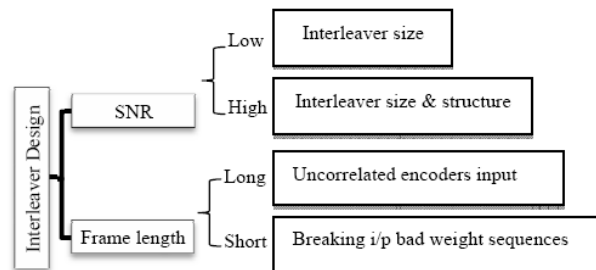 Interleaver Design
SNR
Low
Interleaver size
High
Interleaver size & structure
Frame length
Long
Uncorrelated encoders input
Short
Breaking i/p bad weight sequences